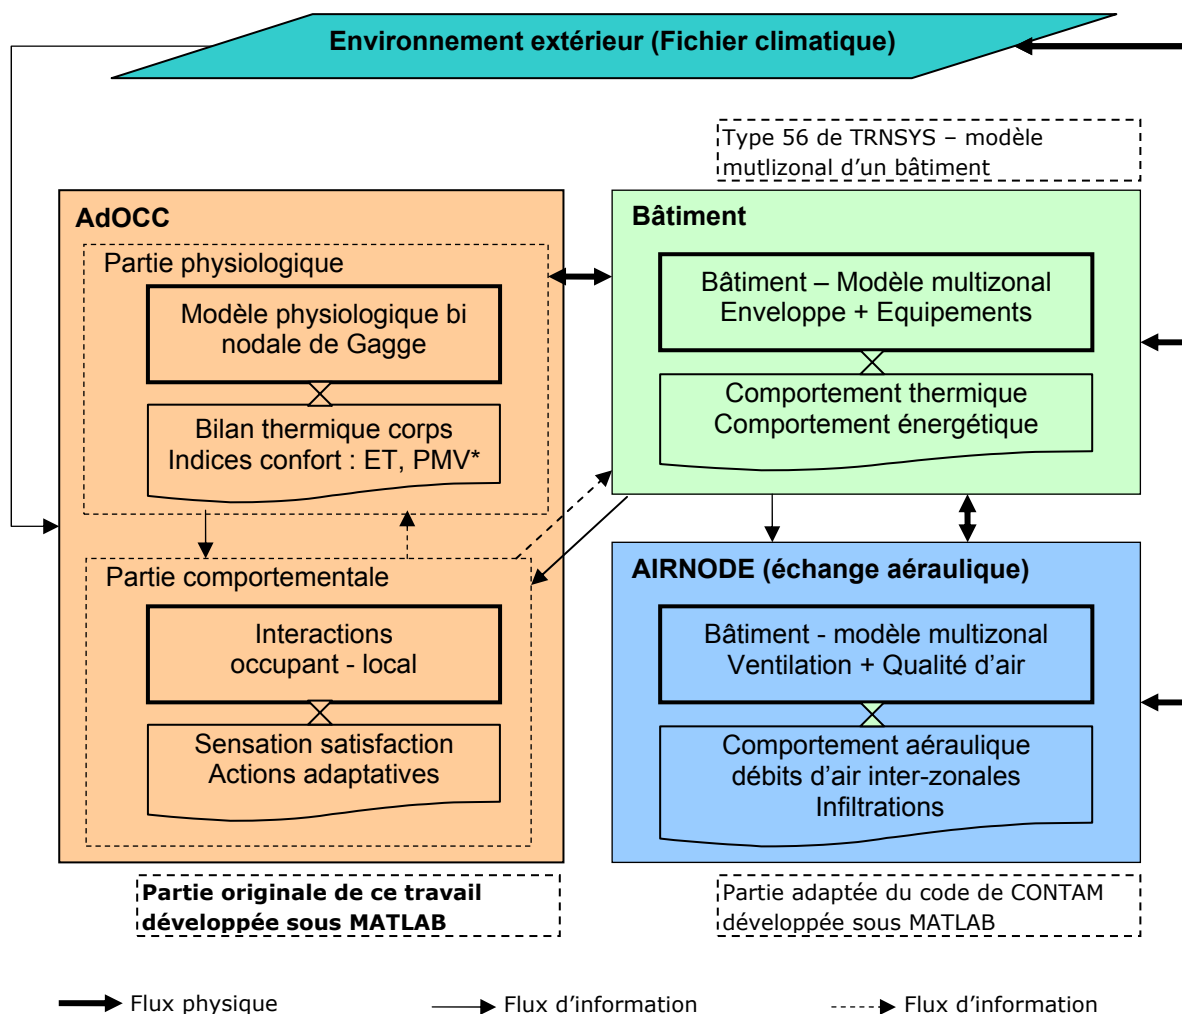 Environnement extérieur (Fichier climatique)
Type 56 de TRNSYS – modèle
mutlizonal d'un bâtiment
AdOCC
Partie physiologique
Modèle physiologique bi
nodale de Gagge
Bilan thermique corps
Indices confort : ET, PMV*
Partie comportementale
Interactions
occupant - local
Sensation satisfaction
Actions adaptatives
Partie originale de ce travail
développée sous MATLAB
Bâtiment
Bâtiment – Modèle multizonal
Enveloppe + Equipements
Comportement thermique
Comportement énergétique
AIRNODE (échange aéraulique)
Bâtiment - modèle multizonal
Ventilation + Qualité d'air
Comportement aéraulique
débits d'air inter-zonales
Infiltrations
Partie adaptée du code de CONTAM
développée sous MATLAB
Flux physique
Flux d'information
Flux d'information